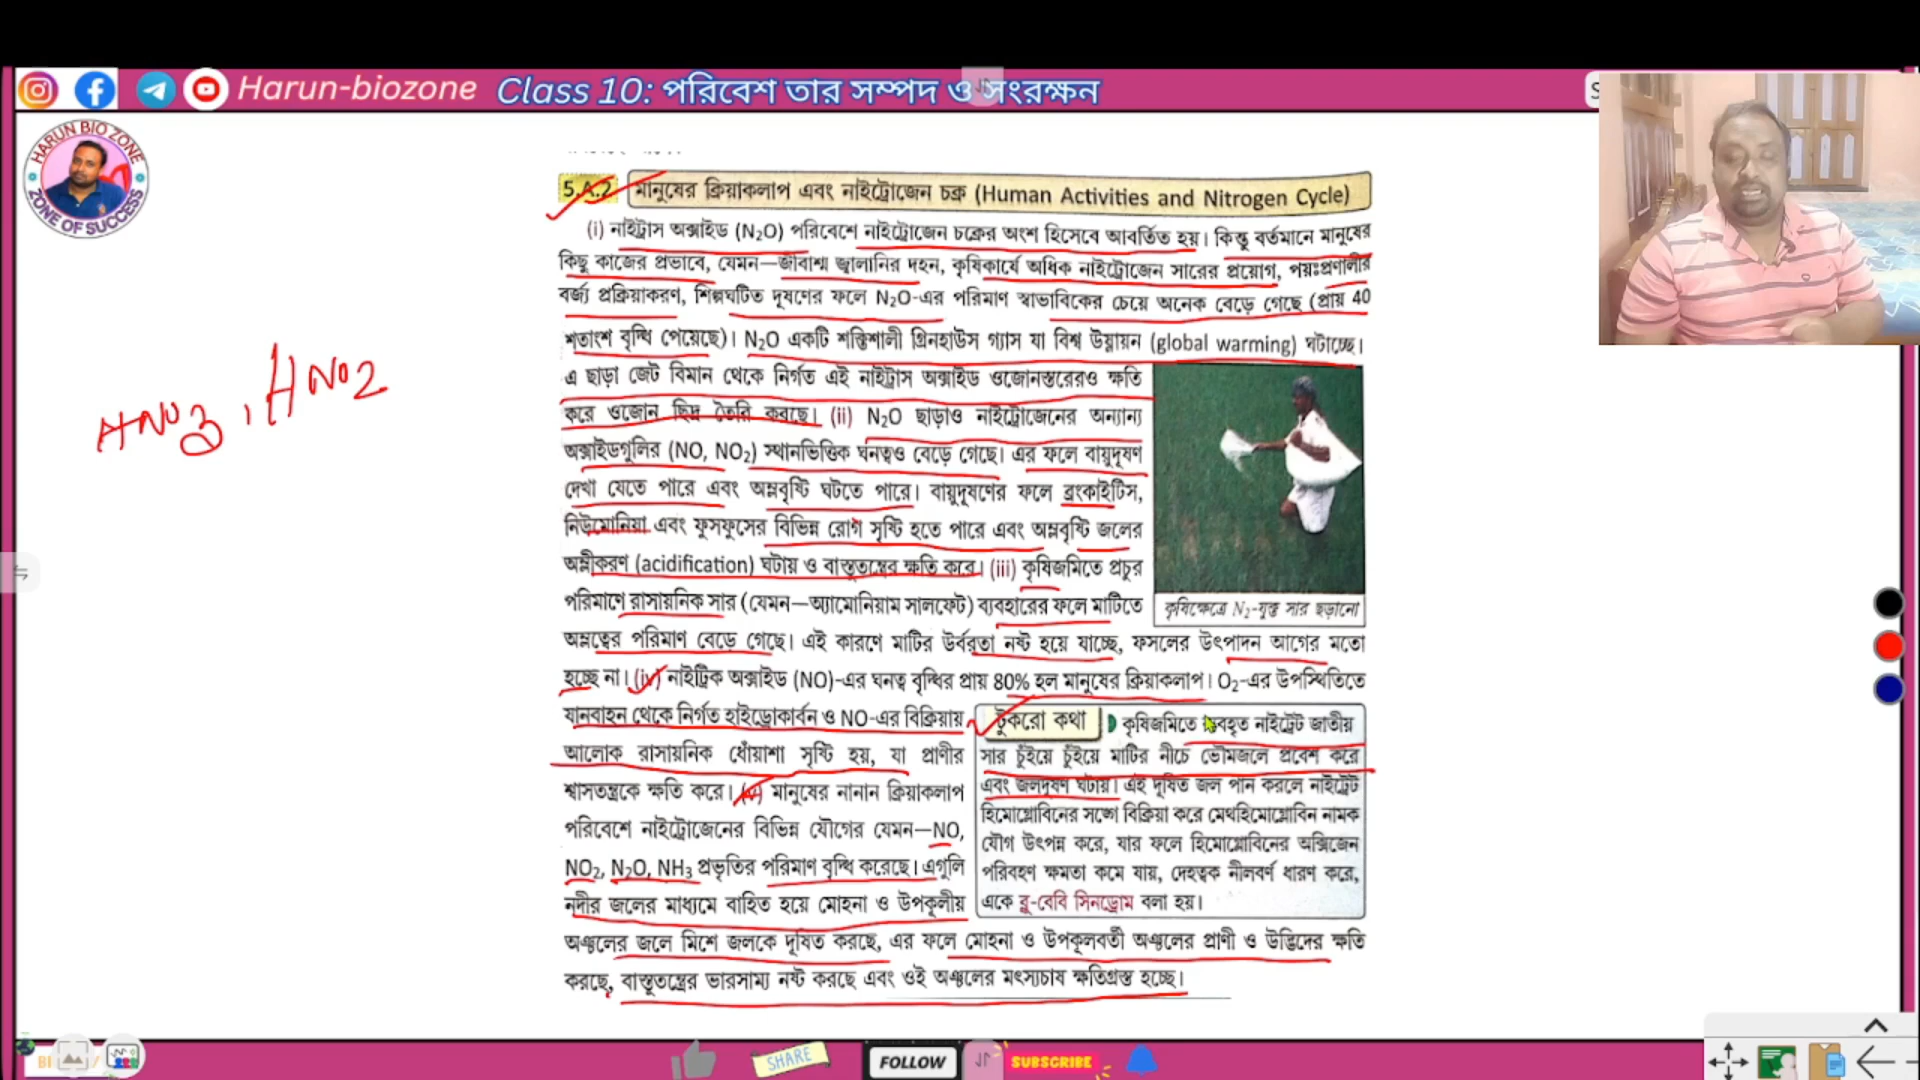 Harun-biozone Class 10: পরিবেশ তার সম্পদ ও সংরক্ষন
HARUN BIO ZONE
ZONE OF SUCCESS
5.A.2 মানুষের ক্রিয়াকলাপ এবং নাইট্রোজেন চক্র (Human Activities and Nitrogen Cycle)
(i) নাইট্রাস অক্সাইড (N₂O) পরিবেশে নাইট্রোজেন চক্রের অংশ হিসেবে আবর্তিত হয়। কিন্তু বর্তমানে মানুষের
কিছু কাজের প্রভাবে, যেমন—জীবাশ্ম জ্বালানির দহন, কৃষিকার্যে অধিক নাইট্রোজেন সারের প্রয়োগ, পয়ঃপ্রণালীর
বর্জ্য প্রক্রিয়াকরণ, শিল্পঘটিত দূষণের ফলে N₂O-এর পরিমাণ স্বাভাবিকের চেয়ে অনেক বেড়ে গেছে (প্রায় 40
শতাংশ বৃদ্ধি পেয়েছে)। N₂O একটি শক্তিশালী গ্রিনহাউস গ্যাস যা বিশ্ব উষ্ণায়ন (global warming) ঘটাচ্ছে।
এ ছাড়া জেট বিমান থেকে নির্গত এই নাইট্রাস অক্সাইড ওজোনস্তরেরও ক্ষতি
করে ওজোন ছিদ্র তৈরি করছে। (ii) N₂O ছাড়াও নাইট্রোজেনের অন্যান্য
অক্সাইডগুলির (NO, NO₂) স্থানভিত্তিক ঘনত্বও বেড়ে গেছে। এর ফলে বায়ুদূষণ
দেখা যেতে পারে এবং অম্লবৃষ্টি ঘটতে পারে। বায়ুদূষণের ফলে ব্রংকাইটিস,
নিউমোনিয়া এবং ফুসফুসের বিভিন্ন রোগ সৃষ্টি হতে পারে এবং অম্লবৃষ্টি জলের
অম্লীকরণ (acidification) ঘটায় ও বাস্তুতন্ত্রের ক্ষতি করে। (iii) কৃষিজমিতে প্রচুর
পরিমাণে রাসায়নিক সার (যেমন—অ্যামোনিয়াম সালফেট) ব্যবহারের ফলে মাটিতে
অম্লত্বের পরিমাণ বেড়ে গেছে। এই কারণে মাটির উর্বরতা নষ্ট হয়ে যাচ্ছে, ফসলের উৎপাদন আগের মতো
হচ্ছে না। (iv) নাইট্রিক অক্সাইড (NO)-এর ঘনত্ব বৃদ্ধির প্রায় 80% হল মানুষের ক্রিয়াকলাপ। O₂-এর উপস্থিতিতে
যানবাহন থেকে নির্গত হাইড্রোকার্বন ও NO-এর বিক্রিয়ায়
আলোক রাসায়নিক ধোঁয়াশা সৃষ্টি হয়, যা প্রাণীর
শ্বাসতন্ত্রকে ক্ষতি করে। (v) মানুষের নানান ক্রিয়াকলাপ
পরিবেশে নাইট্রোজেনের বিভিন্ন যৌগের যেমন—NO,
NO₂, N₂O, NH₃ প্রভৃতির পরিমাণ বৃদ্ধি করেছে। এগুলি
নদীর জলের মাধ্যমে বাহিত হয়ে মোহনা ও উপকূলীয়
অঞ্চলের জলে মিশে জলকে দূষিত করছে, এর ফলে মোহনা ও উপকূলবর্তী অঞ্চলের প্রাণী ও উদ্ভিদের ক্ষতি
করছে, বাস্তুতন্ত্রের ভারসাম্য নষ্ট করছে এবং ওই অঞ্চলের মৎস্যচাষ ক্ষতিগ্রস্ত হচ্ছে।
কৃষিক্ষেত্রে N₂-যুক্ত সার ছড়ানো
টুকরো কথা কৃষিজমিতে ব্যবহৃত নাইট্রেট জাতীয়
সার চুঁইয়ে চুঁইয়ে মাটির নীচে ভৌমজলে প্রবেশ করে
এবং জলদূষণ ঘটায়। এই দূষিত জল পান করলে নাইট্রেট
হিমোগ্লোবিনের সঙ্গে বিক্রিয়া করে মেথহিমোগ্লোবিন নামক
যৌগ উৎপন্ন করে, যার ফলে হিমোগ্লোবিনের অক্সিজেন
পরিবহণ ক্ষমতা কমে যায়, দেহত্বক নীলবর্ণ ধারণ করে,
একে ব্লু-বেবি সিনড্রোম বলা হয়।
HNO3, HNO2
SHARE
FOLLOW
SUBSCRIBE